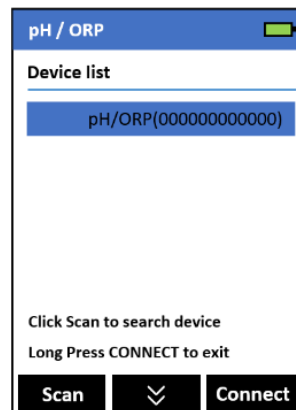 pH / ORP
Device list
pH/ORP(000000000000)
Click Scan to search device
Long Press CONNECT to exit
Scan
Connect